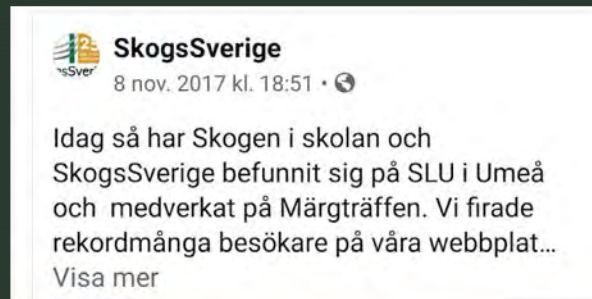 SkogsSverige
8 nov. 2017 kl. 18:51 •
Idag så har Skogen i skolan och
SkogsSverige befunnit sig på SLU i Umeå
och medverkat på Märgträffen. Vi firade
rekordmånga besökare på våra webbplat...
Visa mer